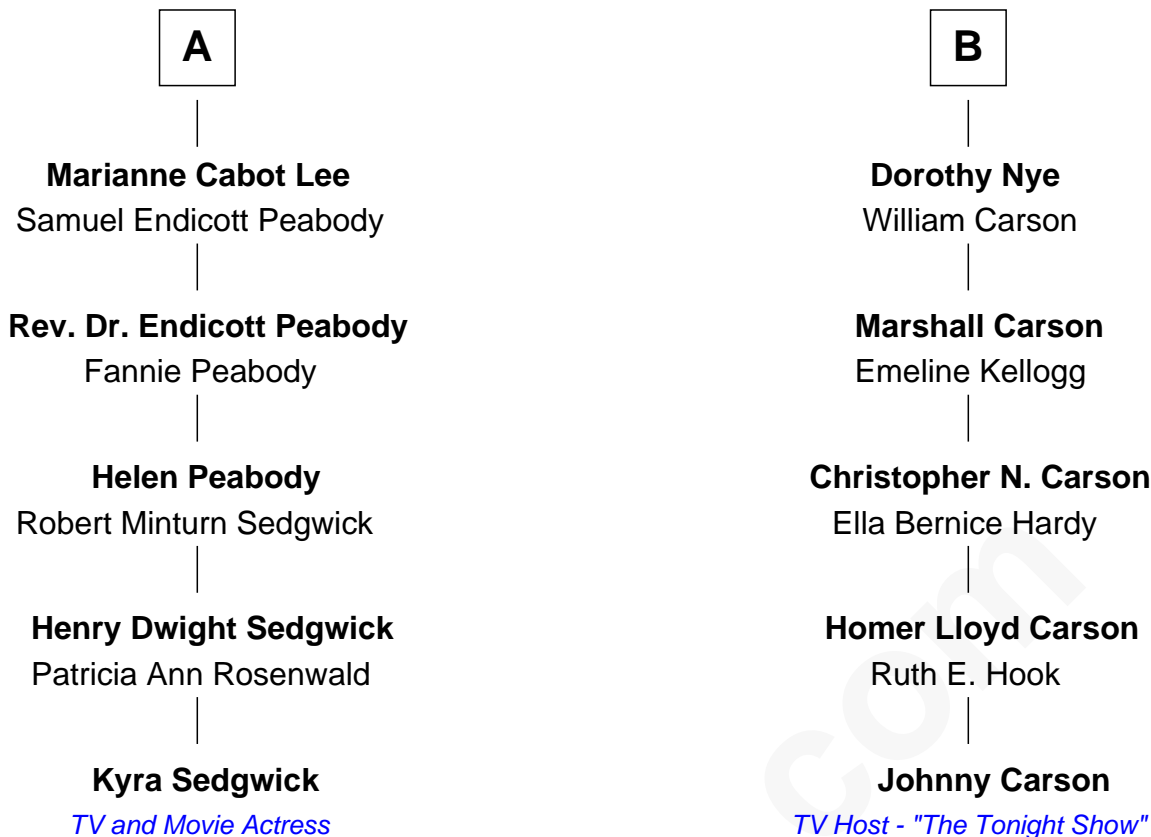 A
Marianne Cabot Lee
Samuel Endicott Peabody
Rev. Dr. Endicott Peabody
Fannie Peabody
Helen Peabody
Robert Minturn Sedgwick
Henry Dwight Sedgwick
Patricia Ann Rosenwald
Kyra Sedgwick
TV and Movie Actress
B
Dorothy Nye
William Carson
Marshall Carson
Emeline Kellogg
Christopher N. Carson
Ella Bernice Hardy
Homer Lloyd Carson
Ruth E. Hook
Johnny Carson
TV Host - "The Tonight Show"
com